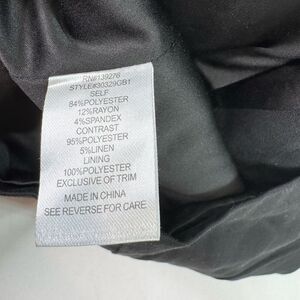 RN#139276
STYLE#30329GB1
SELF
84%POLYESTER
12%RAYON
4%SPANDEX
CONTRAST
95%POLYESTER
5%LINEN
LINING
100%POLYESTER
EXCLUSIVE OF TRIM
MADE IN CHINA
SEE REVERSE FOR CARE